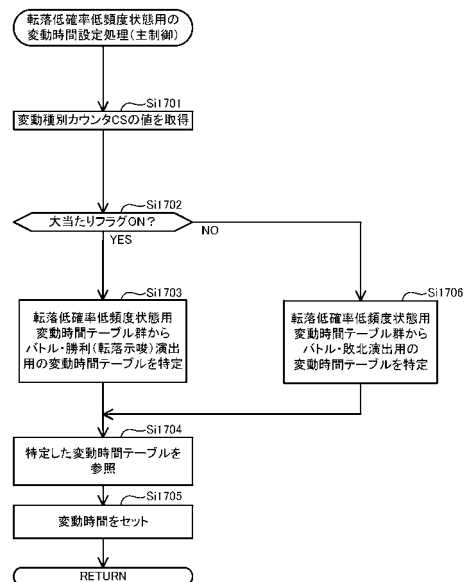 転落低確率低頻度状態用の
変動時間設定処理(主制御)
Si1701
変動種別カウンタCSの値を取得
Si1702
大当たりフラグON?
NO
YES
Si1703
転落低確率低頻度状態用
変動時間テーブル群から
バトル・勝利(転落示唆)演出
用の変動時間テーブルを特定
Si1706
転落低確率低頻度状態用
変動時間テーブル群から
バトル・敗北演出用の
変動時間テーブルを特定
Si1704
特定した変動時間テーブルを
参照
Si1705
変動時間をセット
RETURN